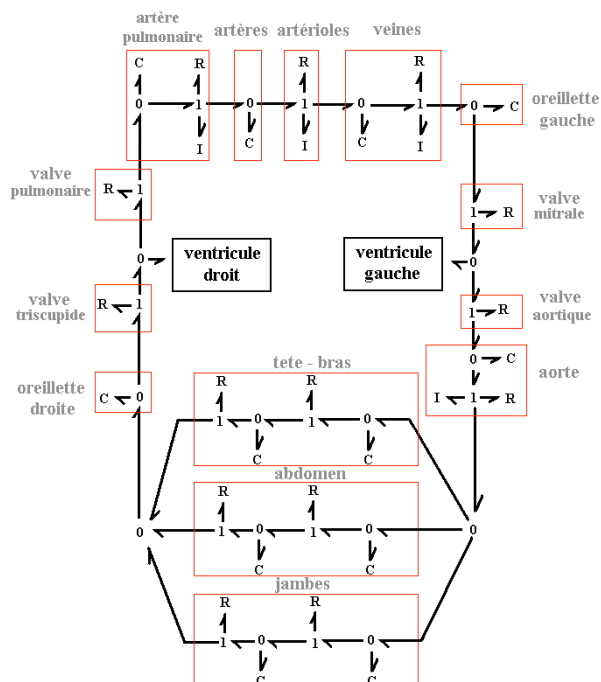 artère
pulmonaire
artères
artérioles
veines
C R R R
0 1 0 1 0 1 0 C
I C I C I
oreillette
gauche
valve
pulmonaire
R 1
1 R
valve
mitrale
0
ventricule
droit
ventricule
gauche
0
valve
triscupide
R 1
1 R
valve
aortique
tete - bras
0 C
aorte
oreillette
droite
C 0
R R
I 1 R
1 0 1 0
C C
abdomen
R R
0 1 0 1 0 0
C C
jambes
R R
1 0 1 0
C C